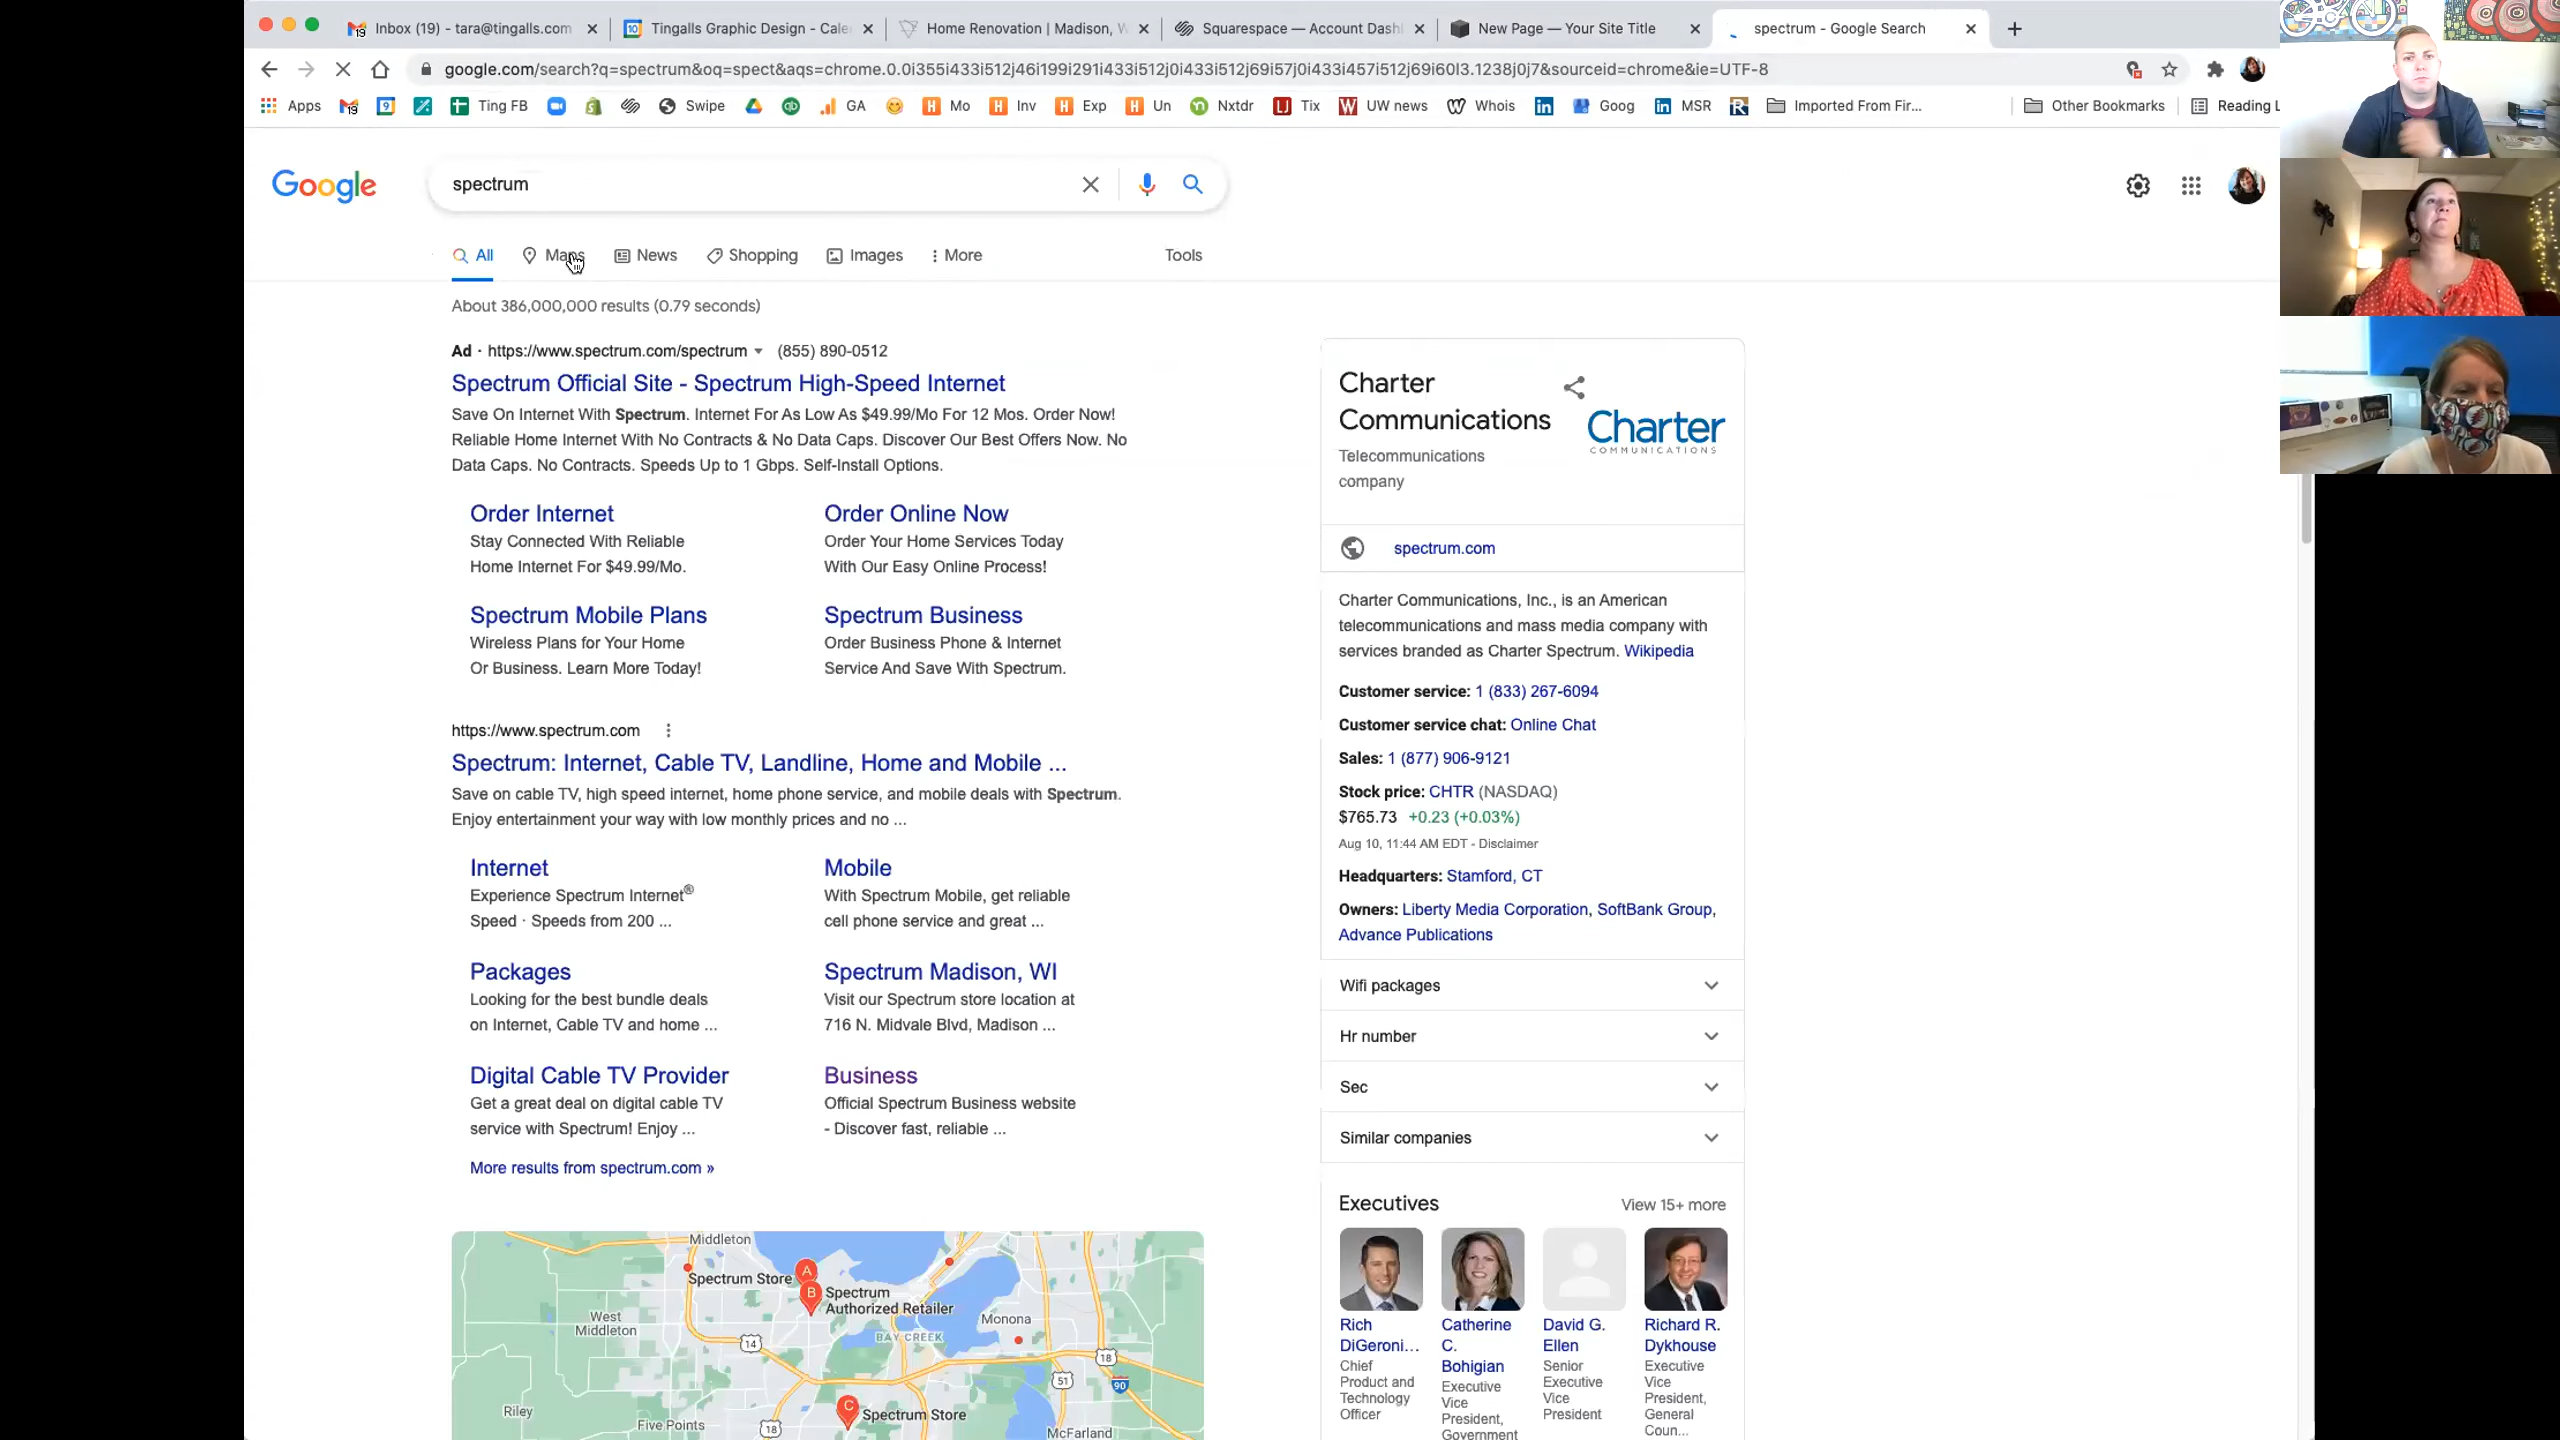 Inbox (19) - tara@tingalls.com
Tingalls Graphic Design - Cale
Home Renovation | Madison, W
Squarespace — Account Dash
New Page — Your Site Title
spectrum - Google Search
google.com/search?q=spectrum&oq=spect&aqs=chrome.0.0i355i433i512j46i199i291i433i512j0i433i512j69i57j0i433i457i512j69i60l3.1238j0j7&sourceid=chrome&ie=UTF-8
Apps
Ting FB
Swipe
GA
Mo
Inv
Exp
Un
Nxtdr
Tix
UW news
Whois
Goog
MSR
Imported From Fir...
Other Bookmarks
Reading L
Google
spectrum
All
Maps
News
Shopping
Images
More
Tools
About 386,000,000 results (0.79 seconds)
Ad · https://www.spectrum.com/spectrum (855) 890-0512
Spectrum Official Site - Spectrum High-Speed Internet
Save On Internet With Spectrum. Internet For As Low As $49.99/Mo For 12 Mos. Order Now!
Reliable Home Internet With No Contracts & No Data Caps. Discover Our Best Offers Now. No
Data Caps. No Contracts. Speeds Up to 1 Gbps. Self-Install Options.
Order Internet
Stay Connected With Reliable
Home Internet For $49.99/Mo.
Order Online Now
Order Your Home Services Today
With Our Easy Online Process!
Spectrum Mobile Plans
Wireless Plans for Your Home
Or Business. Learn More Today!
Spectrum Business
Order Business Phone & Internet
Service And Save With Spectrum.
https://www.spectrum.com
Spectrum: Internet, Cable TV, Landline, Home and Mobile ...
Save on cable TV, high speed internet, home phone service, and mobile deals with Spectrum.
Enjoy entertainment your way with low monthly prices and no ...
Internet
Experience Spectrum Internet®
Speed · Speeds from 200 ...
Mobile
With Spectrum Mobile, get reliable
cell phone service and great ...
Packages
Looking for the best bundle deals
on Internet, Cable TV and home ...
Spectrum Madison, WI
Visit our Spectrum store location at
716 N. Midvale Blvd, Madison ...
Digital Cable TV Provider
Get a great deal on digital cable TV
service with Spectrum! Enjoy ...
Business
Official Spectrum Business website
- Discover fast, reliable ...
More results from spectrum.com »
Middleton
Spectrum Store
A
B
Spectrum
Authorized Retailer
West
Middleton
Monona
BAY CREEK
14
18
51
90
C
Spectrum Store
Riley
Five Points
18
McFarland
Charter
Communications
Telecommunications
company
Charter
COMMUNICATIONS
spectrum.com
Charter Communications, Inc., is an American
telecommunications and mass media company with
services branded as Charter Spectrum. Wikipedia
Customer service: 1 (833) 267-6094
Customer service chat: Online Chat
Sales: 1 (877) 906-9121
Stock price: CHTR (NASDAQ)
$765.73 +0.23 (+0.03%)
Aug 10, 11:44 AM EDT - Disclaimer
Headquarters: Stamford, CT
Owners: Liberty Media Corporation, SoftBank Group,
Advance Publications
Wifi packages
Hr number
Sec
Similar companies
Executives
View 15+ more
Rich
DiGeroni...
Chief
Product and
Technology
Officer
Catherine
C.
Bohigian
Executive
Vice
President,
Government
David G.
Ellen
Senior
Executive
Vice
President
Richard R.
Dykhouse
Executive
Vice
President,
General
Coun...